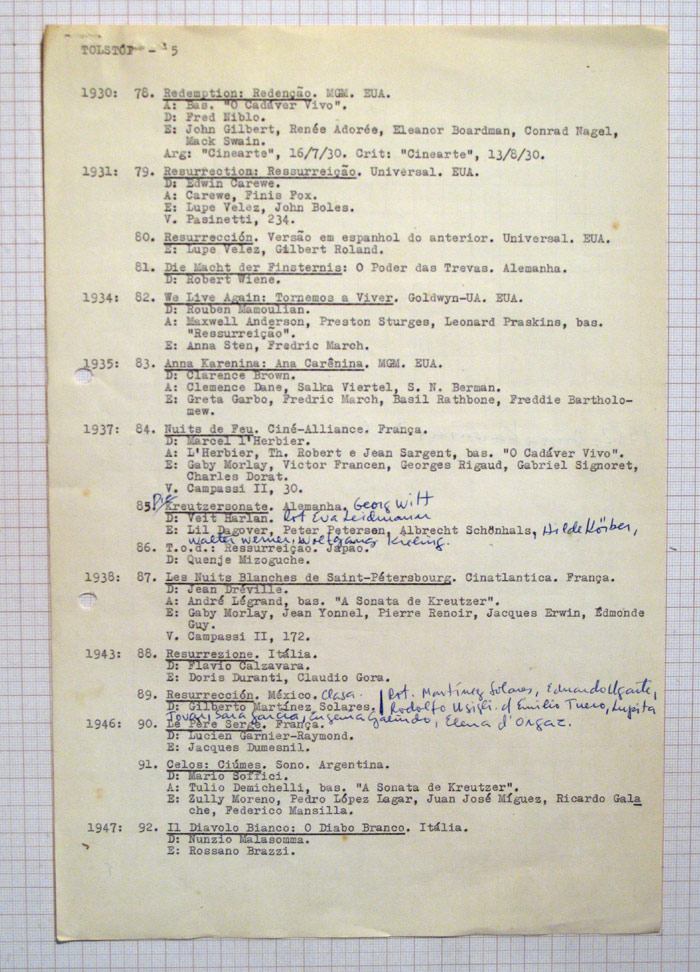 TOLSTÓI - 5
1930: 78. Redemption: Redenção. MGM. EUA.
A: Bas. "O Cadáver Vivo".
D: Fred Niblo.
E: John Gilbert, Renée Adorée, Eleanor Boardman, Conrad Nagel,
Mack Swain.
Arg: "Cinearte", 16/7/30. Crit: "Cinearte", 13/8/30.
1931: 79. Resurrection: Ressurreição. Universal. EUA.
D: Edwin Carewe.
A: Carewe, Finis Fox.
E: Lupe Velez, John Boles.
V. Pasinetti, 234.
80. Resurrección. Versão em espanhol do anterior. Universal. EUA.
E: Lupe Velez, Gilbert Roland.
81. Die Macht der Finsternis: O Poder das Trevas. Alemanha.
D: Robert Wiene.
1934: 82. We Live Again: Tornemos a Viver. Goldwyn-UA. EUA.
D: Rouben Mamoulian.
A: Maxwell Anderson, Preston Sturges, Leonard Praskins, bas.
"Ressurreição".
E: Anna Sten, Fredric March.
1935: 83. Anna Karenina: Ana Carênina. MGM. EUA.
D: Clarence Brown.
A: Clemence Dane, Salka Viertel, S. N. Berman.
E: Greta Garbo, Fredric March, Basil Rathbone, Freddie Bartholo-
mew.
1937: 84. Nuits de Feu. Ciné-Alliance. França.
D: Marcel l'Herbier.
A: L'Herbier, Th. Robert e Jean Sargent, bas. "O Cadáver Vivo".
E: Gaby Morlay, Victor Francen, Georges Rigaud, Gabriel Signoret,
Charles Dorat.
V. Campassi II, 30.
85. Die Kreutzersonate. Alemanha. Georg Witt
D: Veit Harlan. Rot Eva Leidmann
E: Lil Dagover, Peter Petersen, Albrecht Schönhals, Hilde Körber,
Walter Werner, Wolfgang Kieling.
86. T.o.d.: Ressurreição. Japão.
D: Quenje Mizoguche.
1938: 87. Les Nuits Blanches de Saint-Pétersbourg. Cinatlantica. França.
D: Jean Dréville.
A: André Légrand, bas. "A Sonata de Kreutzer".
E: Gaby Morlay, Jean Yonnel, Pierre Renoir, Jacques Erwin, Édmonde
Guy.
V. Campassi II, 172.
1943: 88. Resurrezione. Itália.
D: Flavio Calzavara.
E: Doris Duranti, Claudio Gora.
89. Resurrección. México. Clasa. Rot. Martínez Solares, Eduardo Ugarte,
D: Gilberto Martínez Solares. Rodolfo Usigli. Emilio Tuero, Lupita
Tovar, Sara Garcia, Eugenia Galindo, Elena d'Orgaz.
1946: 90. Le Père Serge. França.
D: Lucien Garnier-Raymond.
E: Jacques Dumesnil.
91. Celos: Ciúmes. Sono. Argentina.
D: Mario Soffici.
A: Tulio Demichelli, bas. "A Sonata de Kreutzer".
E: Zully Moreno, Pedro López Lagar, Juan José Míguez, Ricardo Gala
che, Federico Mansilla.
1947: 92. Il Diavolo Bianco: O Diabo Branco. Itália.
D: Nunzio Malasomma.
E: Rossano Brazzi.